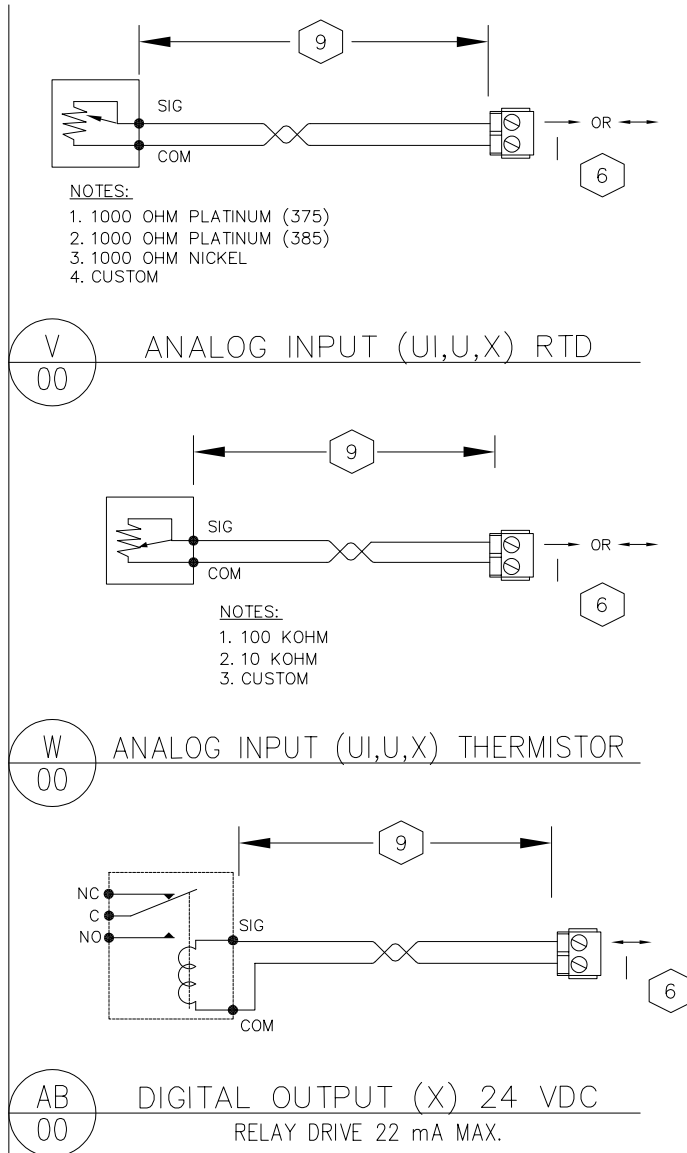 9
SIG
OR
COM
6
NOTES:
1. 1000 OHM PLATINUM (375)
2. 1000 OHM PLATINUM (385)
3. 1000 OHM NICKEL
4. CUSTOM
V
00
ANALOG INPUT (UI,U,X) RTD
9
SIG
OR
COM
6
NOTES:
1. 100 KOHM
2. 10 KOHM
3. CUSTOM
W
00
ANALOG INPUT (UI,U,X) THERMISTOR
9
NC
C
NO
SIG
6
COM
AB
00
DIGITAL OUTPUT (X) 24 VDC
RELAY DRIVE 22 mA MAX.